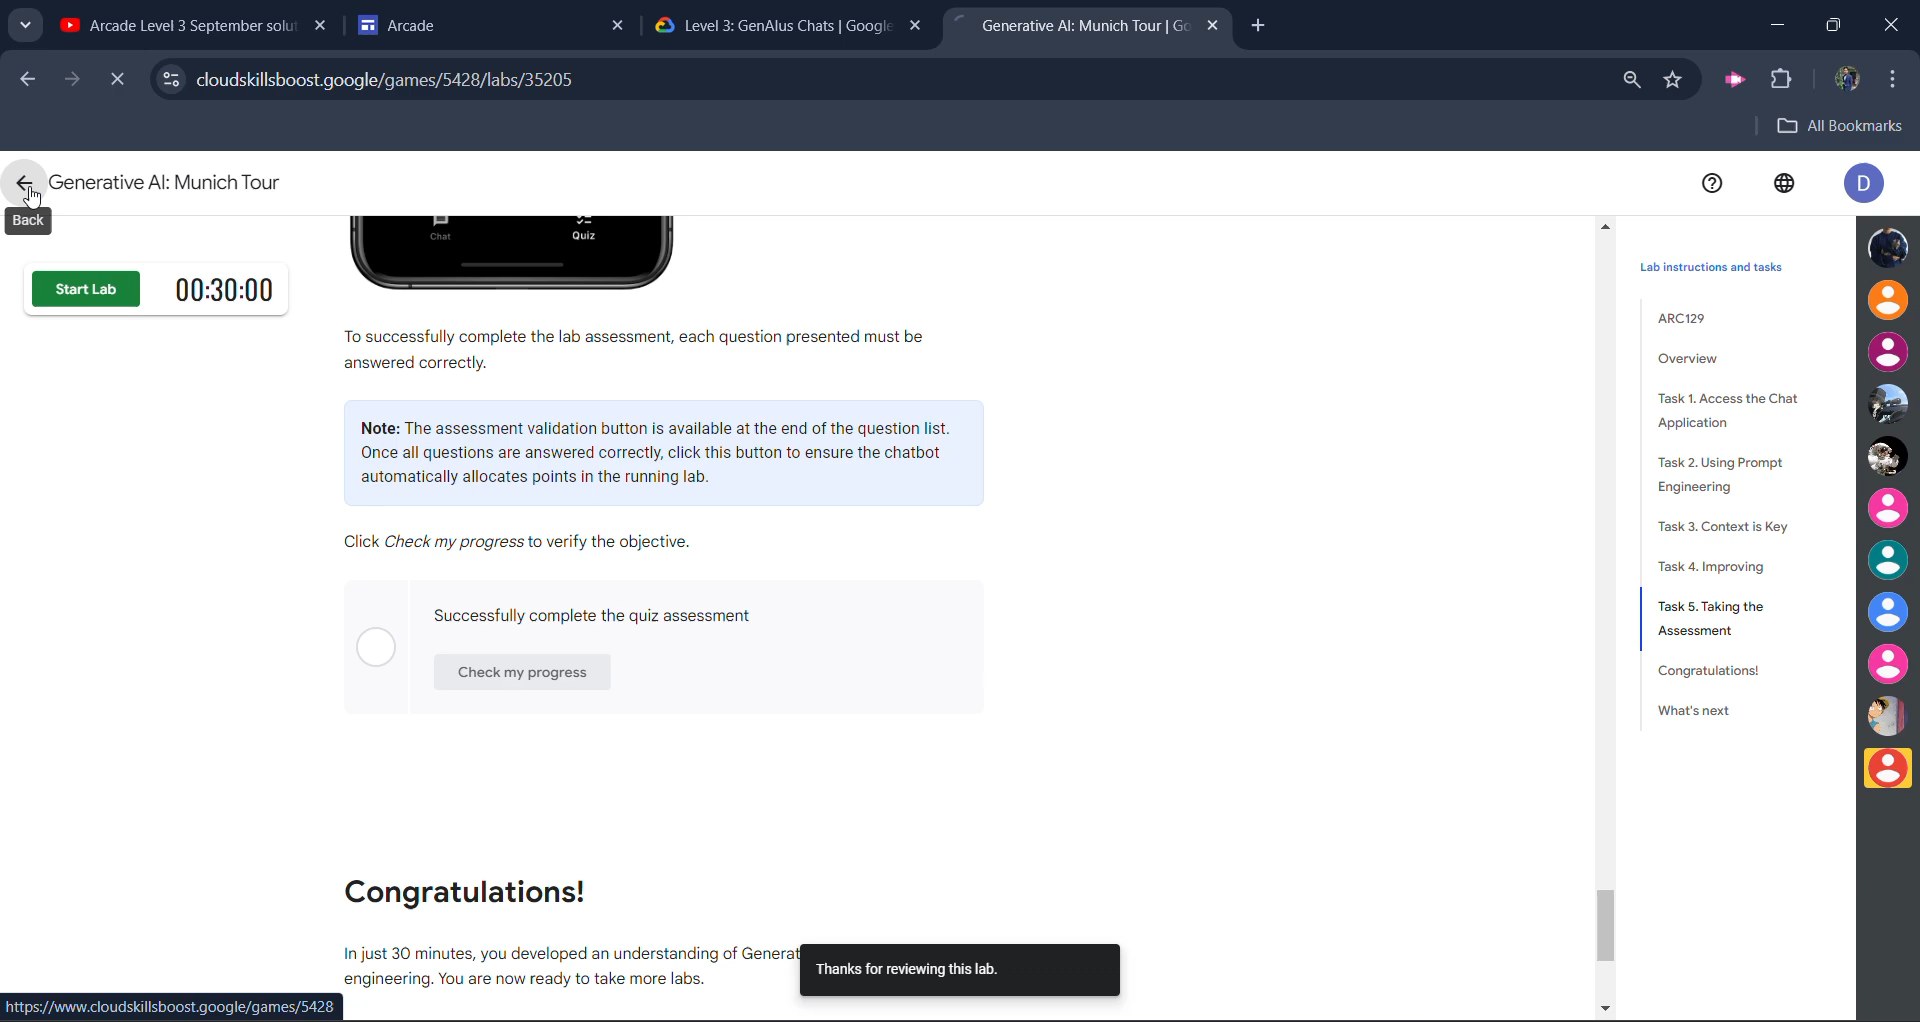 Arcade Level 3 September solut
Arcade
Level 3: GenAIus Chats | Google
Generative AI: Munich Tour | Go
cloudskillsboost.google/games/5428/labs/35205
All Bookmarks
Generative AI: Munich Tour
D
Back
Start Lab
00:30:00
Chat
Quiz
To successfully complete the lab assessment, each question presented must be
answered correctly.
Note: The assessment validation button is available at the end of the question list.
Once all questions are answered correctly, click this button to ensure the chatbot
automatically allocates points in the running lab.
Click Check my progress to verify the objective.
Successfully complete the quiz assessment
Check my progress
Congratulations!
In just 30 minutes, you developed an understanding of Generat
engineering. You are now ready to take more labs.
Thanks for reviewing this lab.
https://www.cloudskillsboost.google/games/5428
Lab instructions and tasks
ARC129
Overview
Task 1. Access the Chat
Application
Task 2. Using Prompt
Engineering
Task 3. Context is Key
Task 4. Improving
Task 5. Taking the
Assessment
Congratulations!
What's next